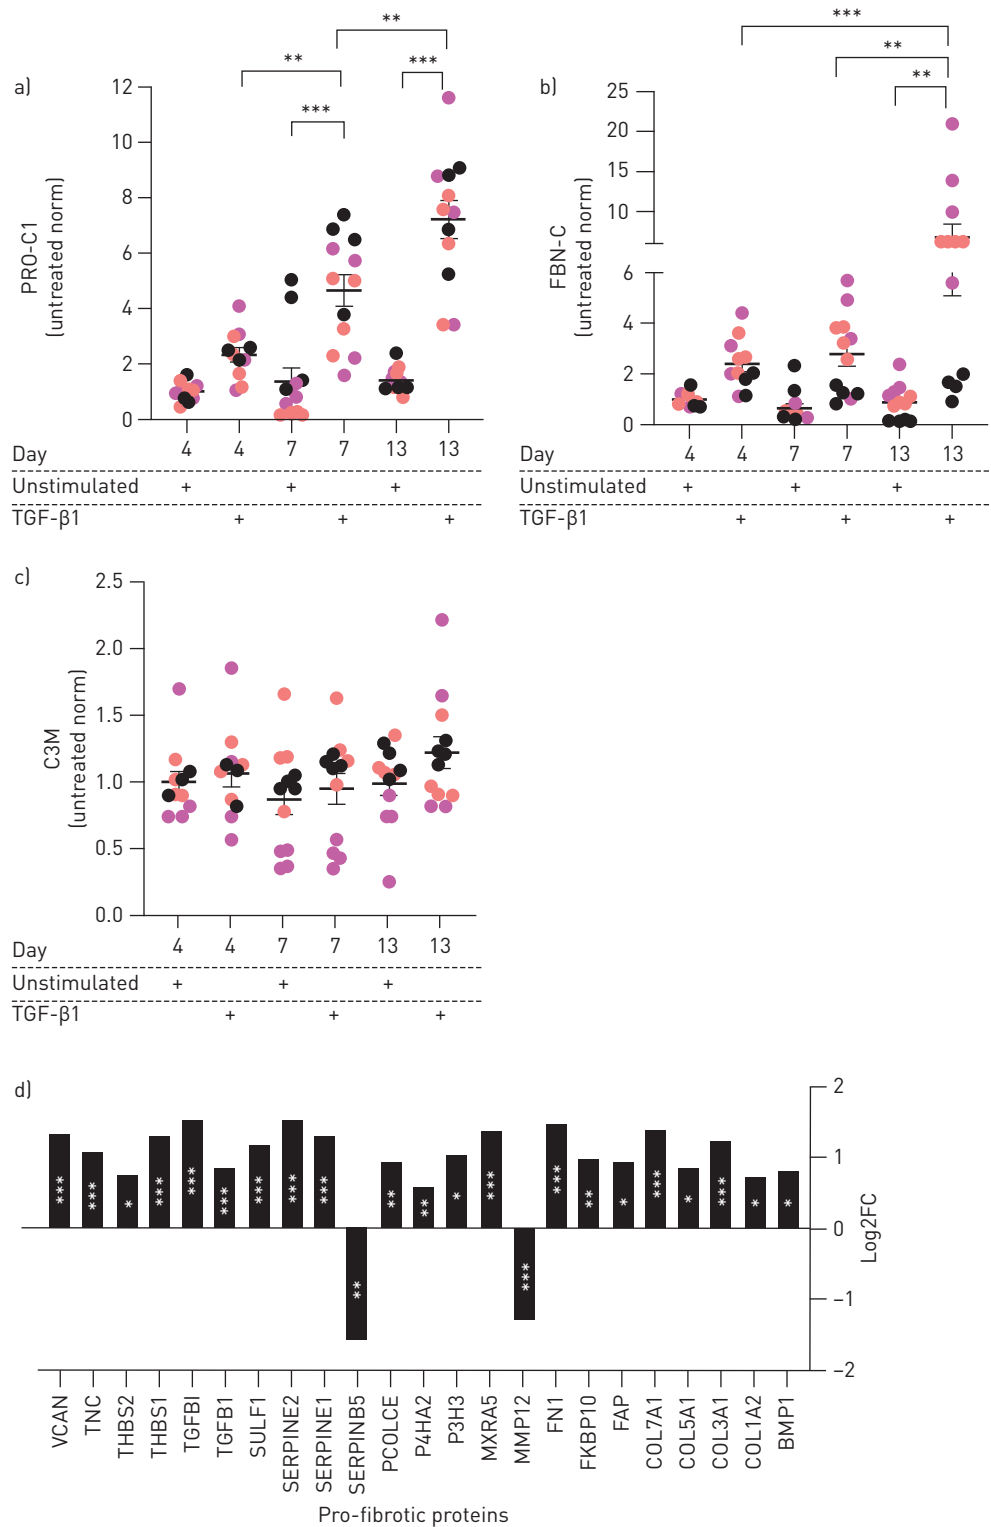 a)
**
**
***
***
PRO-C1
(untreated norm)
12
10
8
6
4
2
0
Day 4 4 7 7 13 13
Unstimulated + + +
TGF-β1 + + +
b)
***
**
**
FBN-C
(untreated norm)
25
20
15
10
6
4
2
0
Day 4 4 7 7 13 13
Unstimulated + + +
TGF-β1 + + +
c)
C3M
(untreated norm)
2.5
2.0
1.5
1.0
0.5
0.0
Day 4 4 7 7 13 13
Unstimulated + + +
TGF-β1 + + +
d)
2
1
0
−1
−2
Log2FC
*** *** * *** *** *** *** *** *** ** ** ** * *** *** *** ** * *** * *** * *
VCAN
TNC
THBS2
THBS1
TGFBI
TGFB1
SULF1
SERPINE2
SERPINE1
SERPINB5
PCOLCE
P4HA2
P3H3
MXRA5
MMP12
FN1
FKBP10
FAP
COL7A1
COL5A1
COL3A1
COL1A2
BMP1
Pro-fibrotic proteins